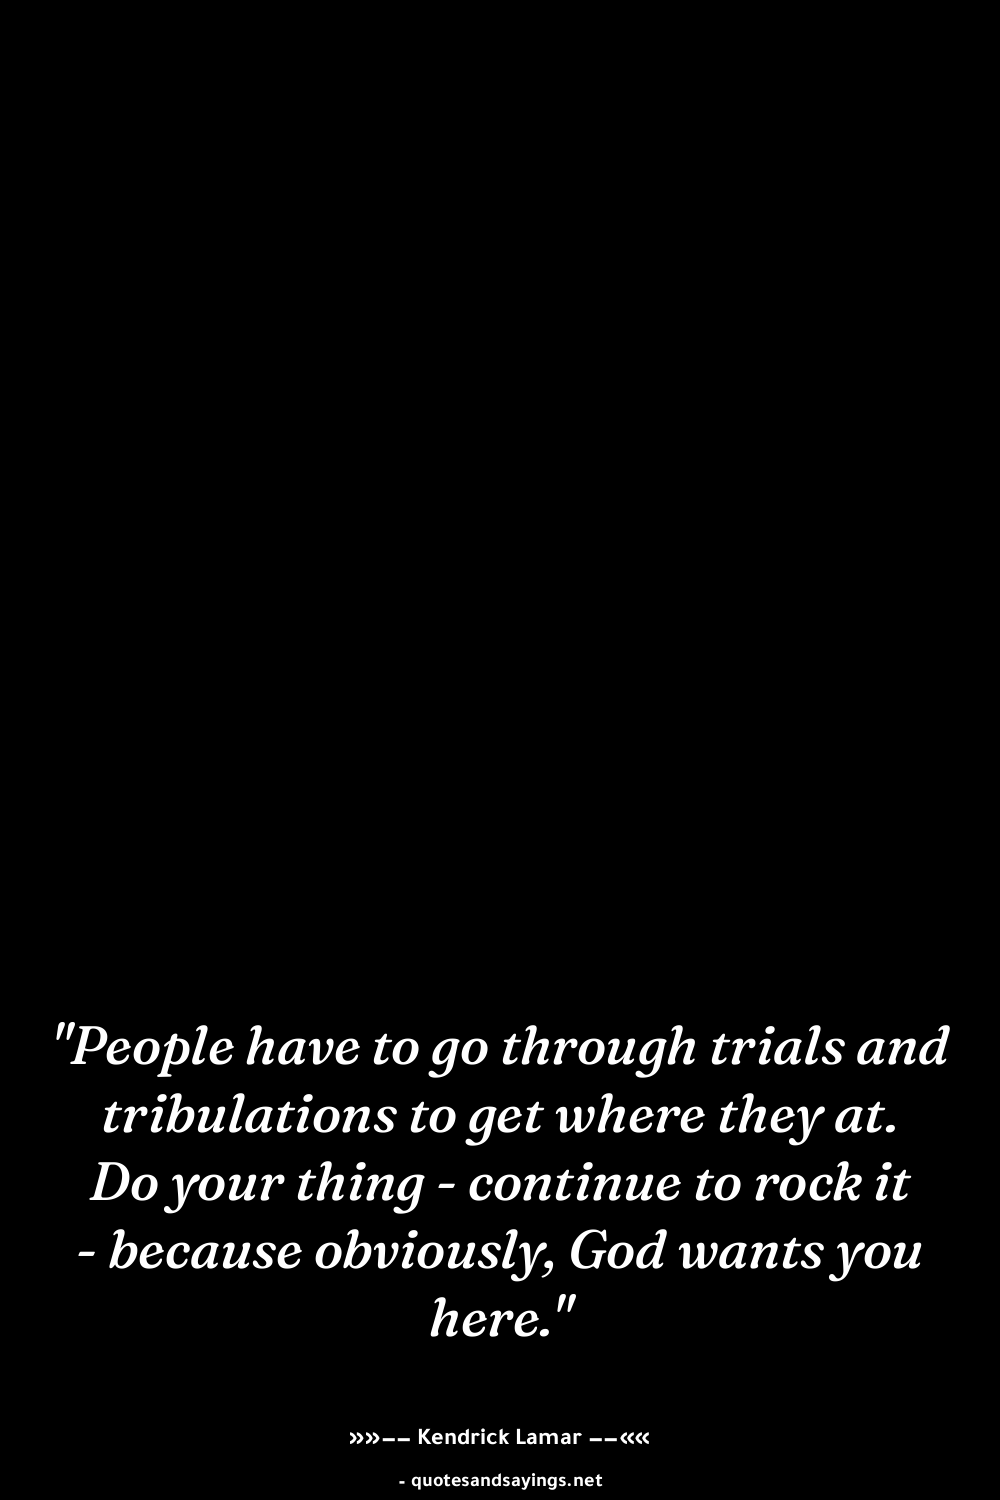 "People have to go through trials and
tribulations to get where they at.
Do your thing - continue to rock it
- because obviously, God wants you
here."
»»–– Kendrick Lamar ––««
- quotesandsayings.net